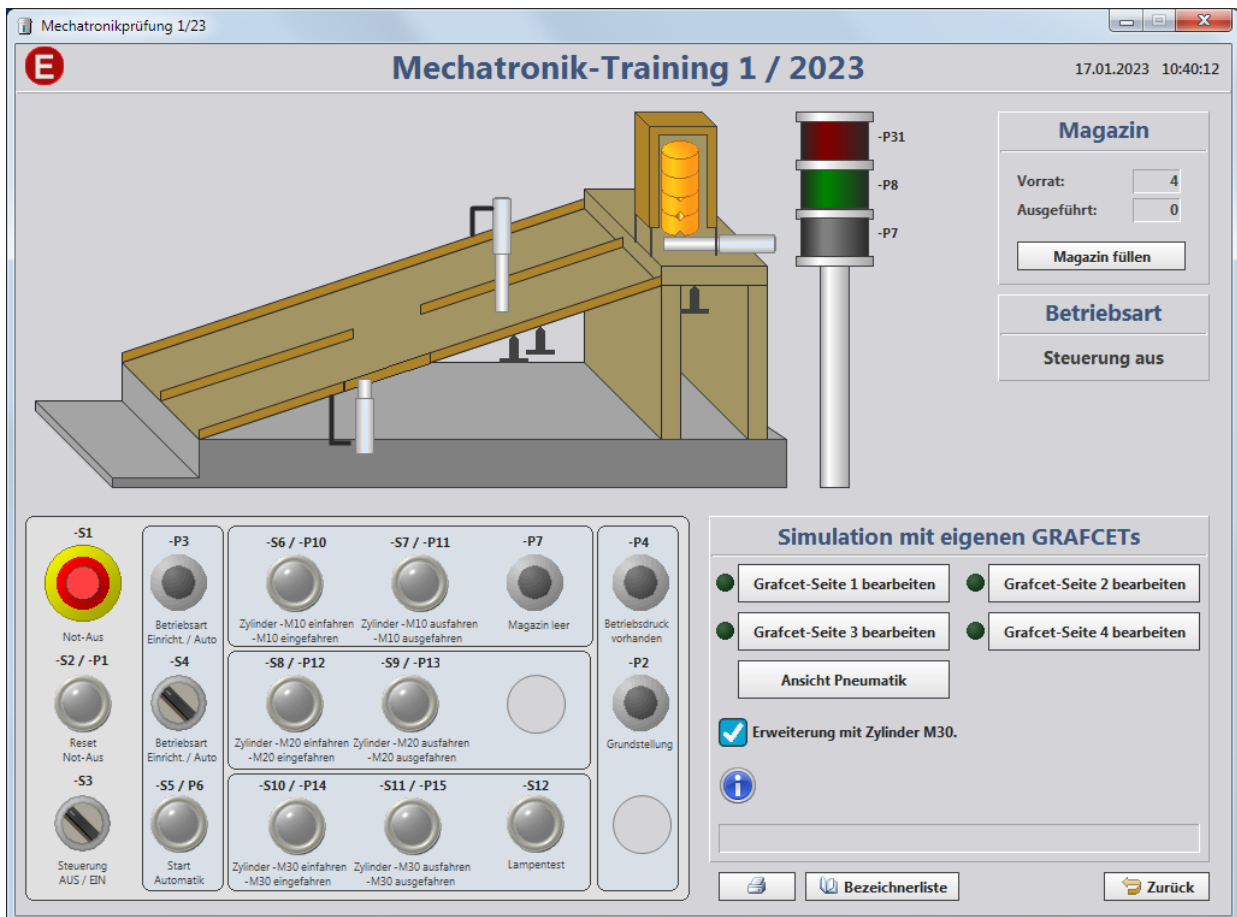 Mechatronikprüfung 1/23
E
Mechatronik-Training 1 / 2023
17.01.2023 10:40:12
-P31
-P8
-P7
Magazin
Vorrat: 4
Ausgeführt: 0
Magazin füllen
Betriebsart
Steuerung aus
-S1
Not-Aus
-S2 / -P1
Reset
Not-Aus
-S3
Steuerung
AUS / EIN
-P3
Betriebsart
Einricht. / Auto
-S4
Betriebsart
Einricht. / Auto
-S5 / P6
Start
Automatik
-S6 / -P10
Zylinder -M10 einfahren
-M10 eingefahren
-S7 / -P11
Zylinder -M10 ausfahren
-M10 ausgefahren
-P7
Magazin leer
-S8 / -P12
Zylinder -M20 einfahren
-M20 eingefahren
-S9 / -P13
Zylinder -M20 ausfahren
-M20 ausgefahren
-S10 / -P14
Zylinder -M30 einfahren
-M30 eingefahren
-S11 / -P15
Zylinder -M30 ausfahren
-M30 ausgefahren
-S12
Lampentest
-P4
Betriebsdruck
vorhanden
-P2
Grundstellung
Simulation mit eigenen GRAFCETs
Grafcet-Seite 1 bearbeiten
Grafcet-Seite 2 bearbeiten
Grafcet-Seite 3 bearbeiten
Grafcet-Seite 4 bearbeiten
Ansicht Pneumatik
Erweiterung mit Zylinder M30.
Bezeichnerliste
Zurück